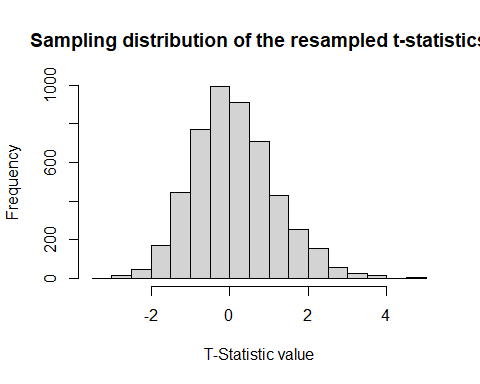 Sampling distribution of the resampled t-statistics
Frequency
1000
600
200
0
-2 0 2 4
T-Statistic value